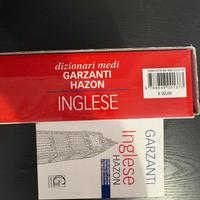 dizionari medi
GARZANTI
HAZON
INGLESE
€ 32,00
GARZANTI
Inglese
HAZON